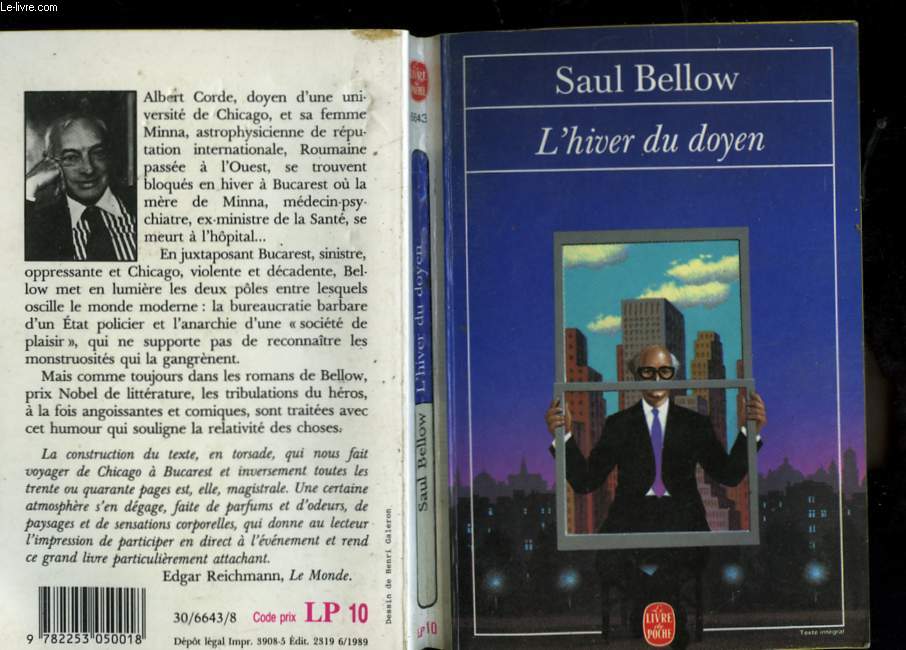 Le-livre.com
Albert Corde, doyen d'une uni-
versité de Chicago, et sa femme
Minna, astrophysicienne de répu-
tation internationale, Roumaine
passée à l'Ouest, se trouvent
bloqués en hiver à Bucarest où la
mère de Minna, médecin-psy-
chiatre, ex-ministre de la Santé, se
meurt à l'hôpital...
En juxtaposant Bucarest, sinistre,
oppressante et Chicago, violente et décadente, Bel-
low met en lumière les deux pôles entre lesquels
oscille le monde moderne : la bureaucratie barbare
d'un État policier et l'anarchie d'une « société de
plaisir », qui ne supporte pas de reconnaître les
monstruosités qui la gangrènent.
Mais comme toujours dans les romans de Bellow,
prix Nobel de littérature, les tribulations du héros,
à la fois angoissantes et comiques, sont traitées avec
cet humour qui souligne la relativité des choses.
La construction du texte, en torsade, qui nous fait
voyager de Chicago à Bucarest et inversement toutes les
trente ou quarante pages est, elle, magistrale. Une certaine
atmosphère s'en dégage, faite de parfums et d'odeurs, de
paysages et de sensations corporelles, qui donne au lecteur
l'impression de participer en direct à l'événement et rend
ce grand livre particulièrement attachant.
Edgar Reichmann, Le Monde.
30/6643/8 Code prix LP 10
9 782253 050018
Dépôt légal Impr. 3908-5 Édit. 2319 6/1989
Dessin de Henri Galeron
LE LIVRE de POCHE
6643
Saul Bellow L'hiver du doyen
LP 10
Saul Bellow
L'hiver du doyen
Le
LIVRE
de
POCHE
Texte intégral